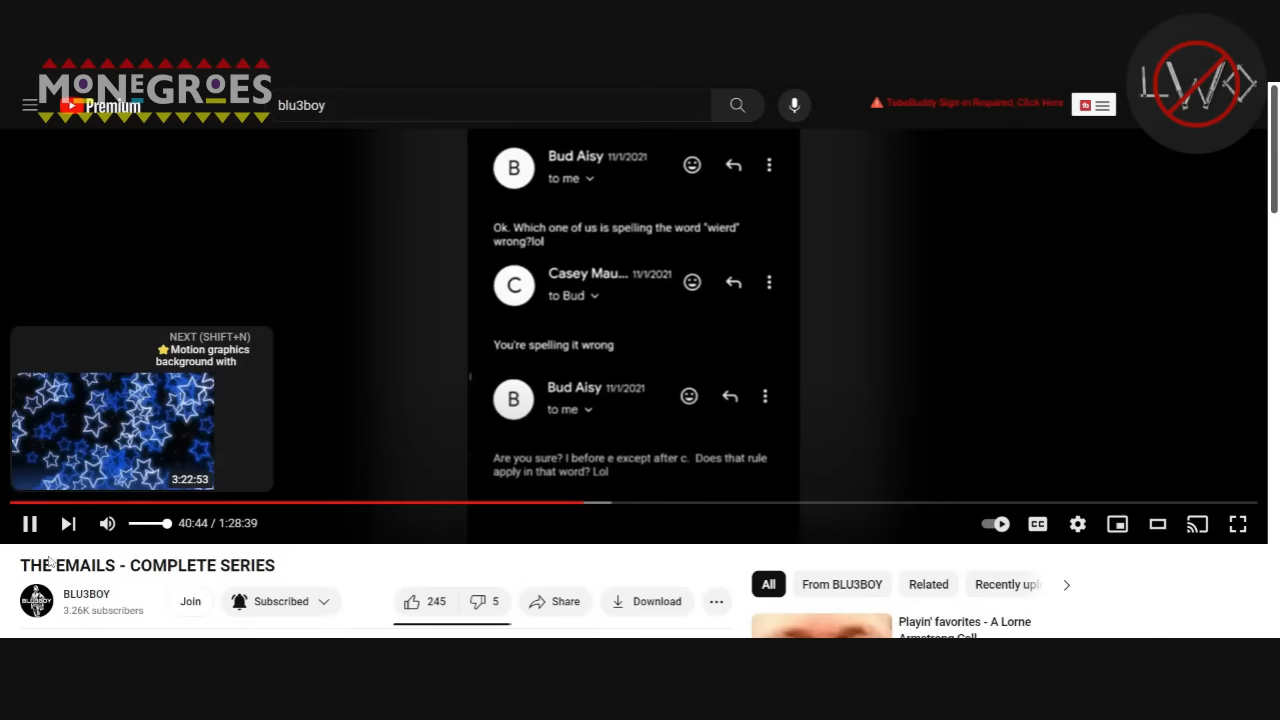 MONEGROES
Premium
blu3boy
TubeBuddy Sign-in Required, Click Here
LWO
B
Bud Aisy 11/1/2021
to me
Ok. Which one of us is spelling the word "wierd"
wrong?lol
C
Casey Mau... 11/1/2021
to Bud
You're spelling it wrong
B
Bud Aisy 11/1/2021
to me
Are you sure? I before e except after c. Does that rule
apply in that word? Lol
NEXT (SHIFT+N)
Motion graphics
background with
3:22:53
40:44 / 1:28:39
CC
THE EMAILS - COMPLETE SERIES
BLU3BOY
3.26K subscribers
Join
Subscribed
245
5
Share
Download
All
From BLU3BOY
Related
Recently upl
Playin' favorites - A Lorne
Armstrong Call